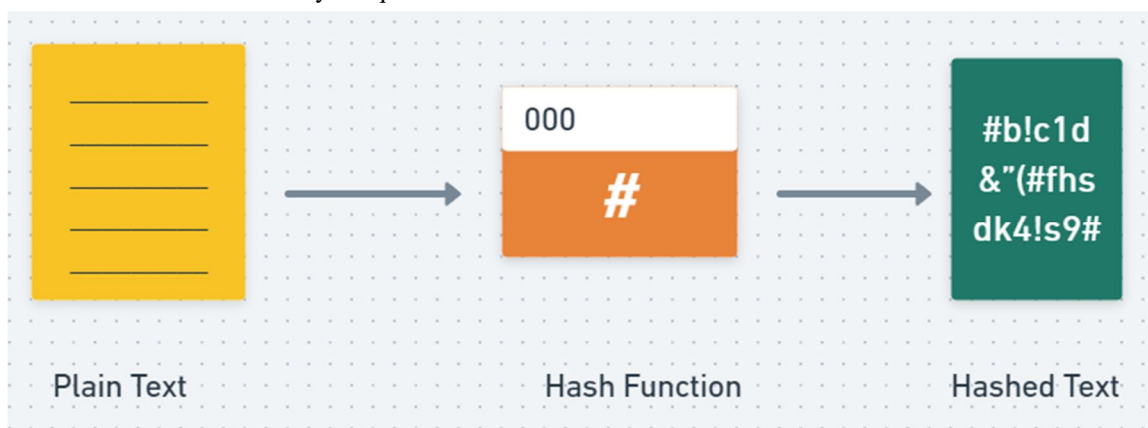 000
#
#b!c1d
&”(#fhs
dk4!s9#
Plain Text
Hash Function
Hashed Text